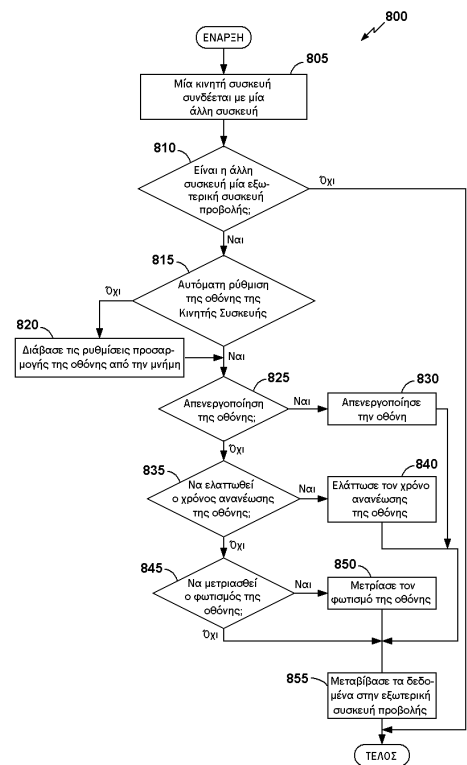 800
ΕΝΑΡΞΗ
805
Μία κινητή συσκευή
συνδέεται με μία
άλλη συσκευή
810
Είναι η άλλη
συσκευή μία εξω-
τερική συσκευή
προβολής;
Όχι
Ναι
815
Αυτόματη ρύθμιση
της οθόνης της
Κινητής Συσκευής
Όχι
820
Διάβασε τις ρυθμίσεις προσαρ-
μογής της οθόνης από την μνήμη
Ναι
825
Απενεργοποίηση
της οθόνης;
Ναι
830
Απενεργοποίησε
την οθόνη
Όχι
835
Να ελαττωθεί
ο χρόνος ανανέωσης
της οθόνης;
Ναι
840
Ελάττωσε τον χρόνο
ανανέωσης
της οθόνης
Όχι
845
Να μετριασθεί
ο φωτισμός της
οθόνης;
Ναι
850
Μετρίασε τον
φωτισμό της οθόνης
Όχι
855
Μεταβίβασε τα δεδο-
μένα στην εξωτερική
συσκευή προβολής
ΤΕΛΟΣ